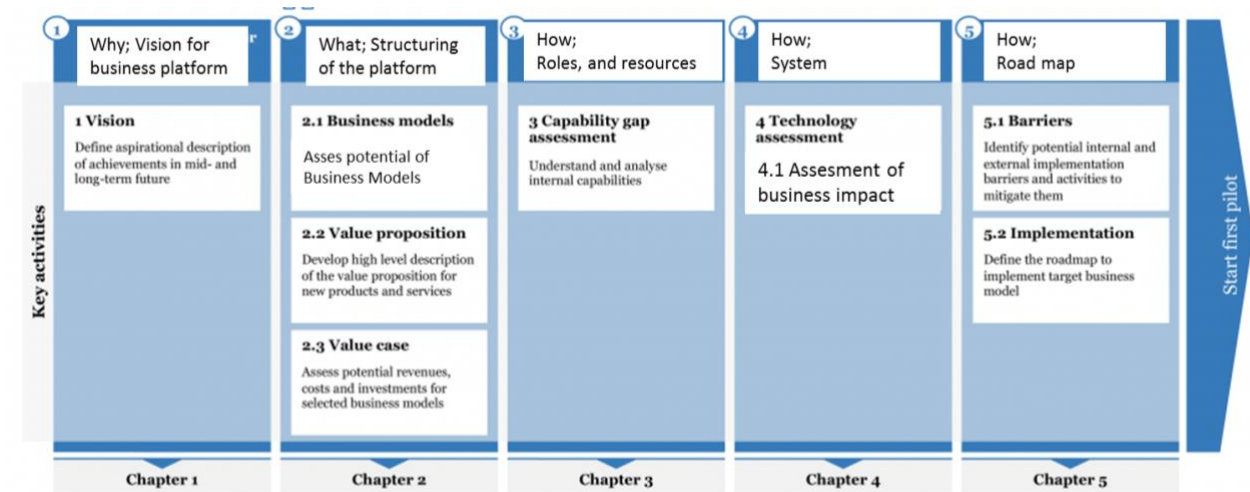 1
Why; Vision for
business platform
r
2
What; Structuring
of the platform
3
How;
Roles, and resources
4
How;
System
5
How;
Road map
Key activities
1 Vision
Define aspirational description
of achievements in mid- and
long-term future
2.1 Business models
Asses potential of
Business Models
2.2 Value proposition
Develop high level description
of the value proposition for
new products and services
2.3 Value case
Assess potential revenues,
costs and investments for
selected business models
3 Capability gap
assessment
Understand and analyse
internal capabilities
4 Technology
assessment
4.1 Assesment of
business impact
5.1 Barriers
Identify potential internal and
external implementation
barriers and activities to
mitigate them
5.2 Implementation
Define the roadmap to
implement target business
model
Start first pilot
Chapter 1
Chapter 2
Chapter 3
Chapter 4
Chapter 5